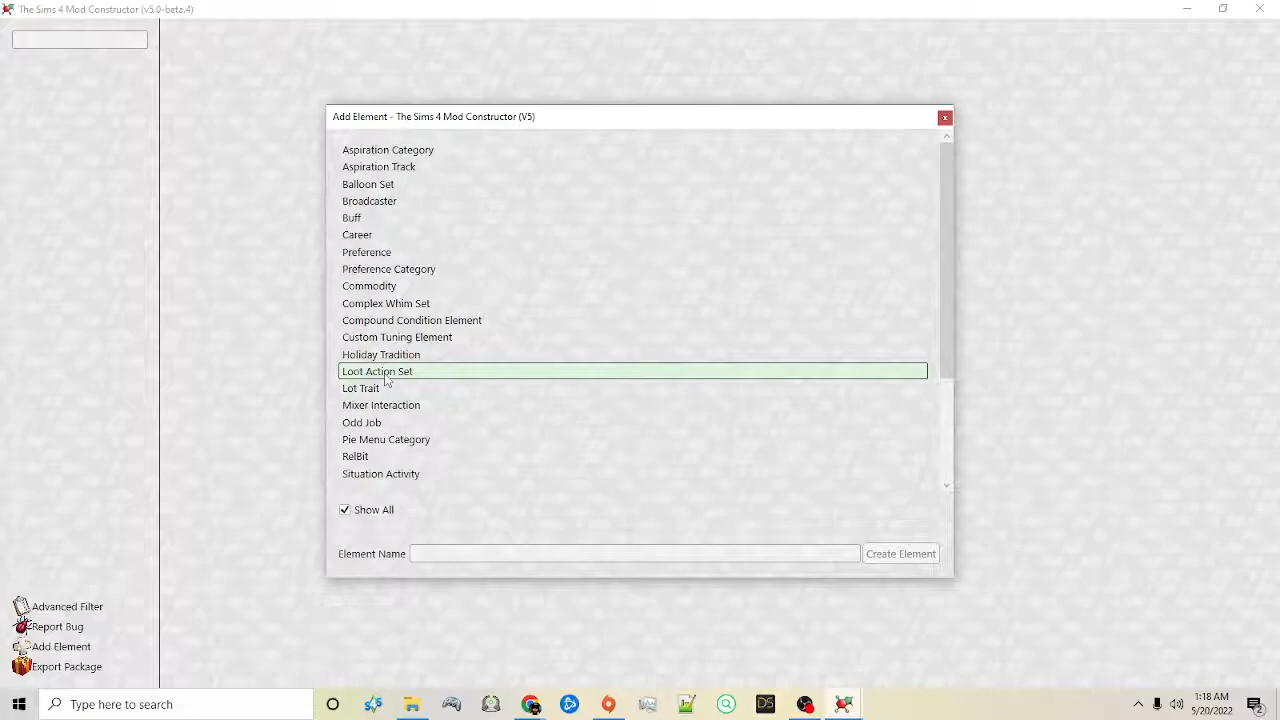 The Sims 4 Mod Constructor (v5.0-beta.4)
Add Element - The Sims 4 Mod Constructor (V5)
x
Aspiration Category
Aspiration Track
Balloon Set
Broadcaster
Buff
Career
Preference
Preference Category
Commodity
Complex Whim Set
Compound Condition Element
Custom Tuning Element
Holiday Tradition
Loot Action Set
Lot Trait
Mixer Interaction
Odd Job
Pie Menu Category
RelBit
Situation Activity
Show All
Element Name
Create Element
Advanced Filter
Report Bug
Add Element
Export Package
Type here to search
DS
1:18 AM
5/20/2022
2